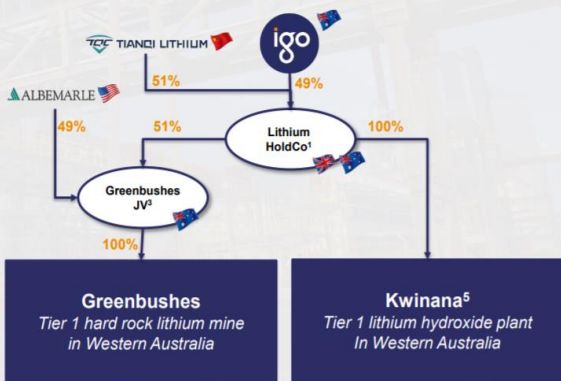 TQC TIANQI LITHIUM
igo
51%
49%
ALBEMARLE
49%
51%
Lithium
HoldCo¹
100%
Greenbushes
JV³
100%
Greenbushes
Tier 1 hard rock lithium mine
in Western Australia
Kwinana⁵
Tier 1 lithium hydroxide plant
In Western Australia